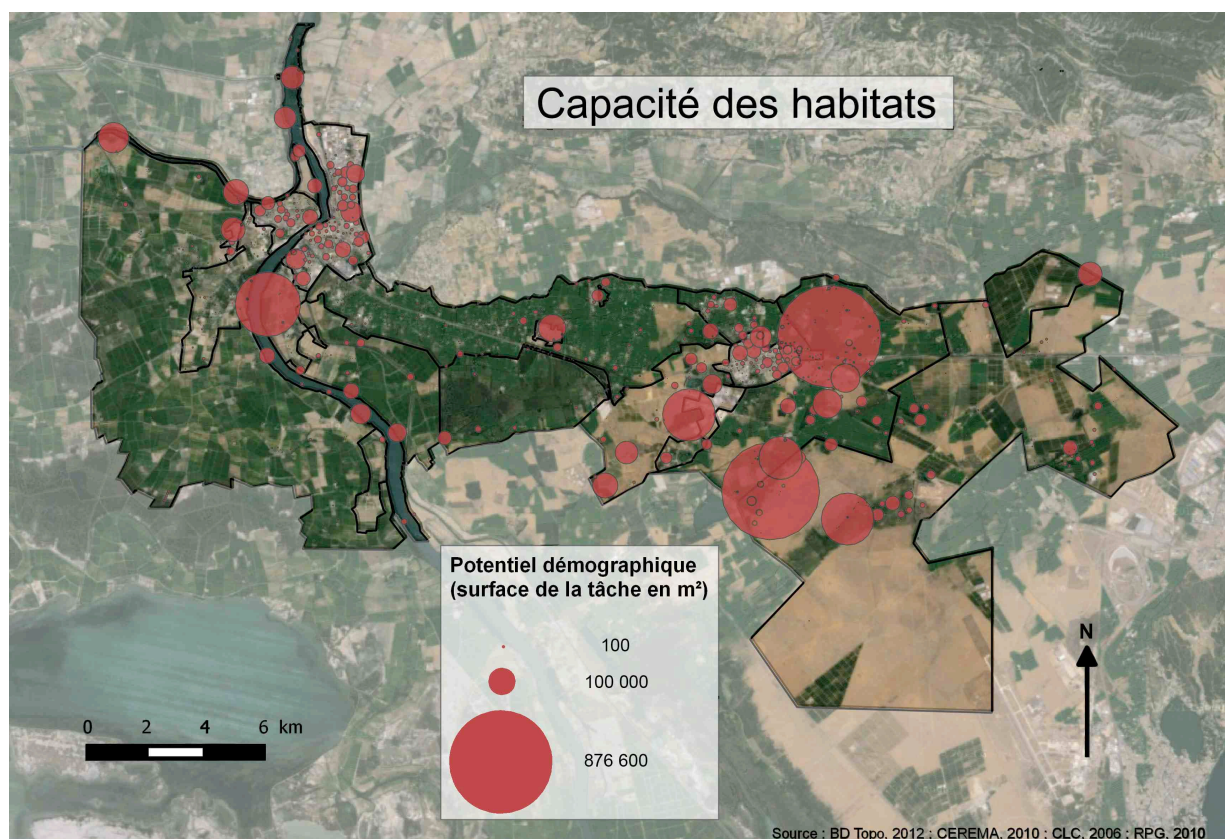 Capacité des habitats
Potentiel démographique
(surface de la tâche en m²)
100
100 000
876 600
0 2 4 6 km
N
Source : BD Topo, 2012 ; CEREMA, 2010 ; CLC, 2006 ; RPG, 2010